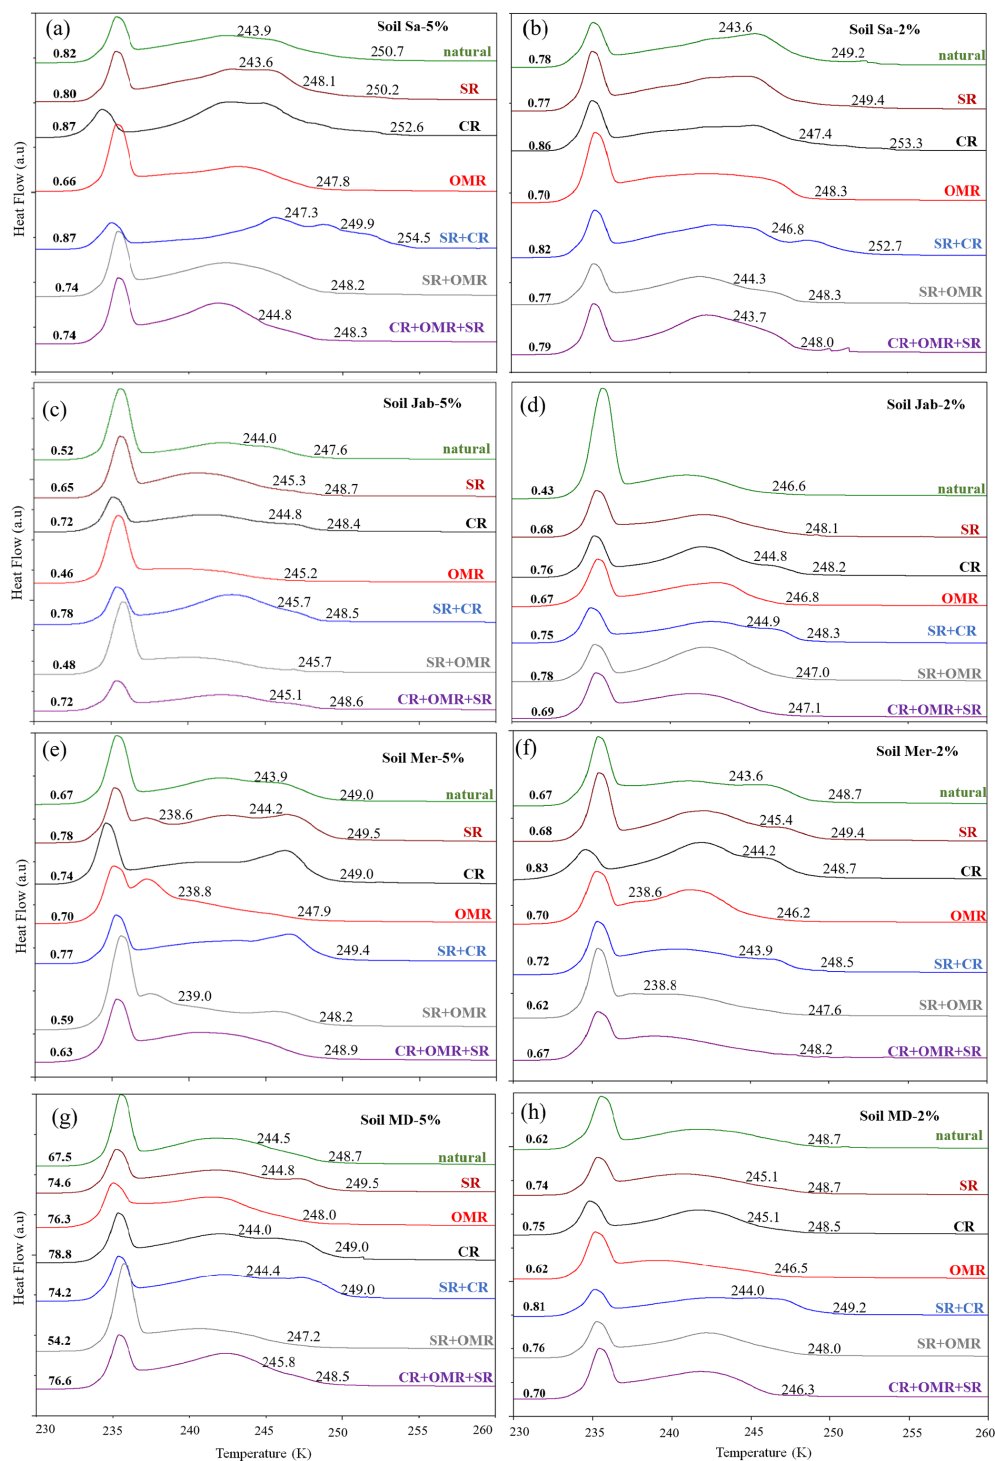 (a)
Soil Sa-5%
243.9
250.7
0.82
natural
243.6
248.1
250.2
0.80
SR
0.87
252.6
CR
0.66
247.8
OMR
247.3
249.9
254.5
0.87
SR+CR
0.74
248.2
SR+OMR
244.8
248.3
0.74
CR+OMR+SR
Heat Flow (a.u)
(b)
Soil Sa-2%
243.6
249.2
0.78
natural
0.77
249.4
SR
247.4
253.3
0.86
CR
0.70
248.3
OMR
246.8
252.7
0.82
SR+CR
244.3
248.3
0.77
SR+OMR
243.7
248.0
0.79
CR+OMR+SR
(c)
Soil Jab-5%
244.0
247.6
0.52
natural
245.3
248.7
0.65
SR
244.8
248.4
0.72
CR
0.46
245.2
OMR
245.7
248.5
0.78
SR+CR
0.48
245.7
SR+OMR
245.1
248.6
0.72
CR+OMR+SR
Heat Flow (a.u)
(d)
Soil Jab-2%
0.43
246.6
natural
0.68
248.1
SR
244.8
248.2
0.76
CR
0.67
246.8
OMR
244.9
248.3
0.75
SR+CR
0.78
247.0
SR+OMR
0.69
247.1
CR+OMR+SR
(e)
Soil Mer-5%
243.9
249.0
0.67
natural
238.6
244.2
249.5
0.78
SR
0.74
249.0
CR
238.8
247.9
0.70
OMR
0.77
249.4
SR+CR
239.0
248.2
0.59
SR+OMR
0.63
248.9
CR+OMR+SR
Heat Flow (a.u)
(f)
Soil Mer-2%
243.6
248.7
0.67
natural
245.4
249.4
0.68
SR
244.2
248.7
0.83
CR
238.6
246.2
0.70
OMR
243.9
248.5
0.72
SR+CR
238.8
247.6
0.62
SR+OMR
0.67
248.2
CR+OMR+SR
(g)
Soil MD-5%
244.5
248.7
67.5
natural
244.8
249.5
74.6
SR
76.3
248.0
OMR
244.0
249.0
78.8
CR
244.4
249.0
74.2
SR+CR
54.2
247.2
SR+OMR
245.8
248.5
76.6
CR+OMR+SR
Heat Flow (a.u)
230 235 240 245 250 255 260
Temperature (K)
(h)
Soil MD-2%
0.62
248.7
natural
245.1
248.7
0.74
SR
245.1
248.5
0.75
CR
0.62
246.5
OMR
244.0
249.2
0.81
SR+CR
0.76
248.0
SR+OMR
0.70
246.3
CR+OMR+SR
230 235 240 245 250 255 260
Temperature (K)